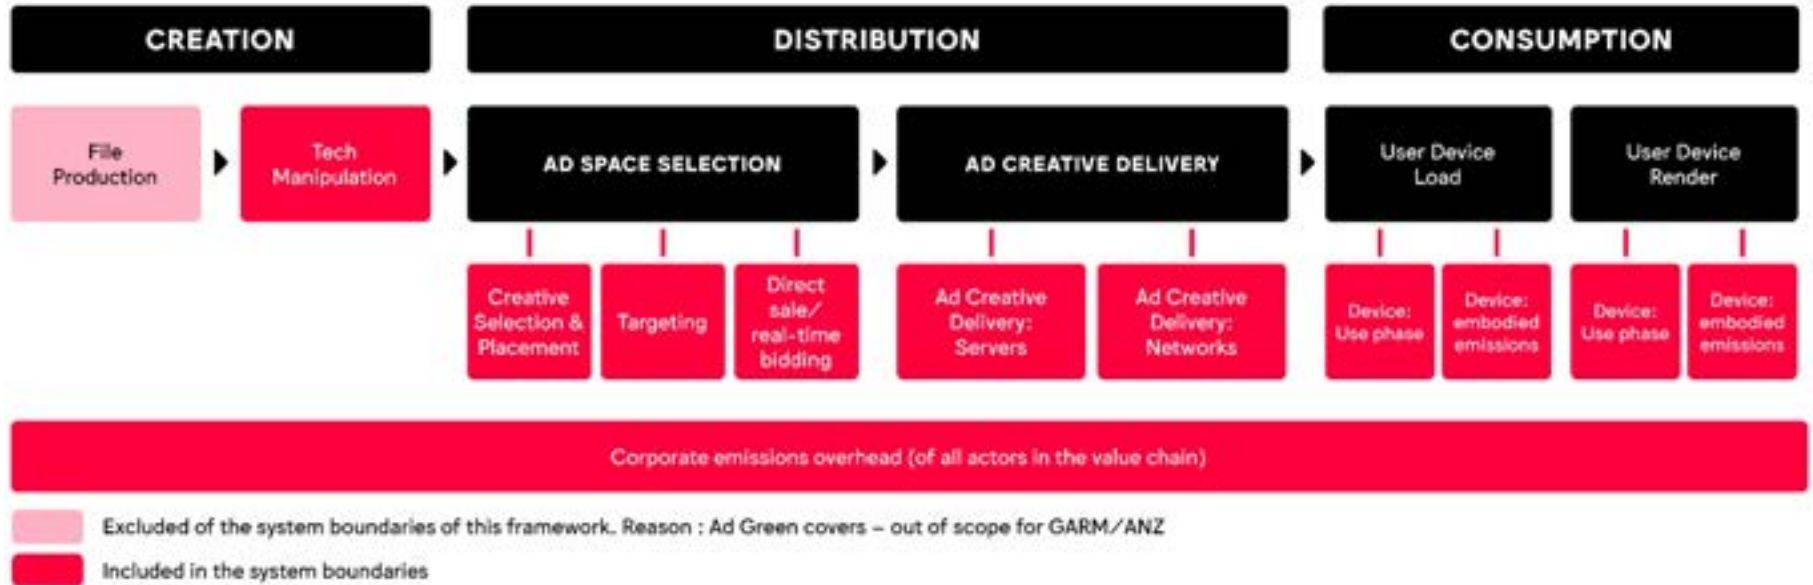 CREATION
DISTRIBUTION
CONSUMPTION
File
Production
Tech
Manipulation
AD SPACE SELECTION
AD CREATIVE DELIVERY
User Device
Load
User Device
Render
Creative
Selection &
Placement
Targeting
Direct
sale/
real-time
bidding
Ad Creative
Delivery:
Servers
Ad Creative
Delivery:
Networks
Device:
Use phase
Device:
embodied
emissions
Device:
Use phase
Device:
embodied
emissions
Corporate emissions overhead (of all actors in the value chain)
Excluded of the system boundaries of this framework. Reason : Ad Green covers – out of scope for GARM/ANZ
Included in the system boundaries